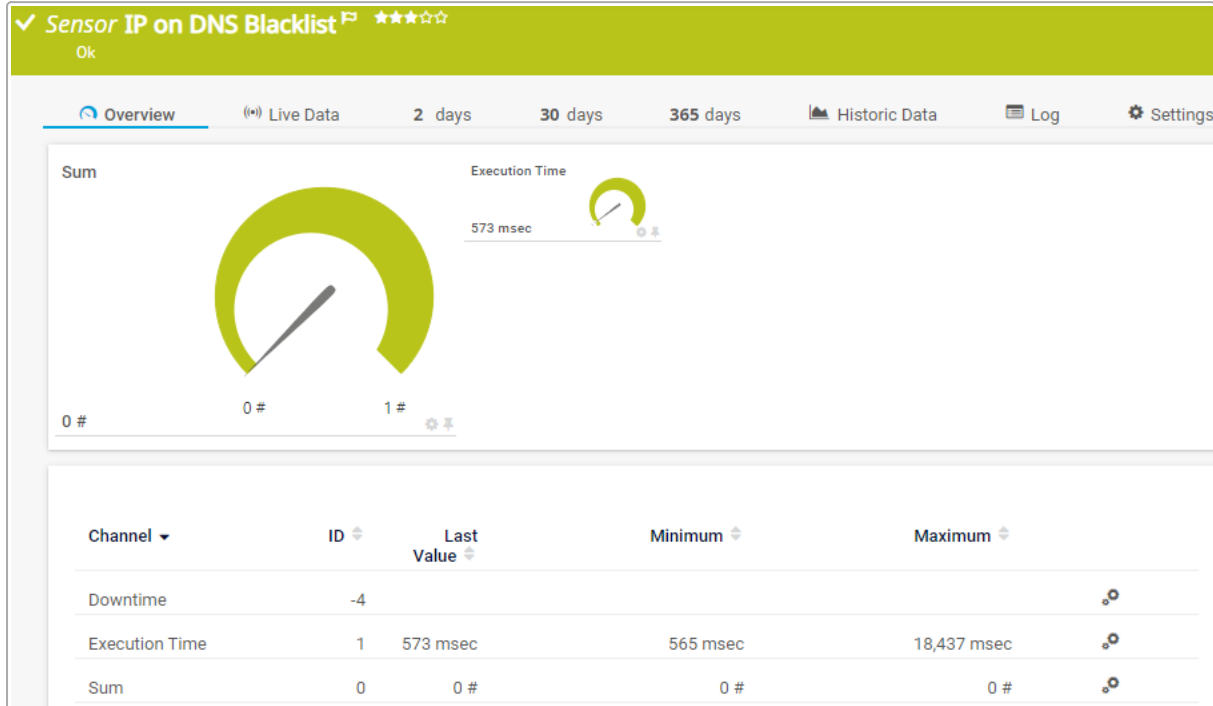 Sensor IP on DNS Blacklist
Ok
Overview Live Data 2 days 30 days 365 days Historic Data Log Settings
Sum
Execution Time
573 msec
0 # 1 #
0 #
Channel ID Last Value Minimum Maximum
Downtime -4
Execution Time 1 573 msec 565 msec 18,437 msec
Sum 0 0 # 0 # 0 #